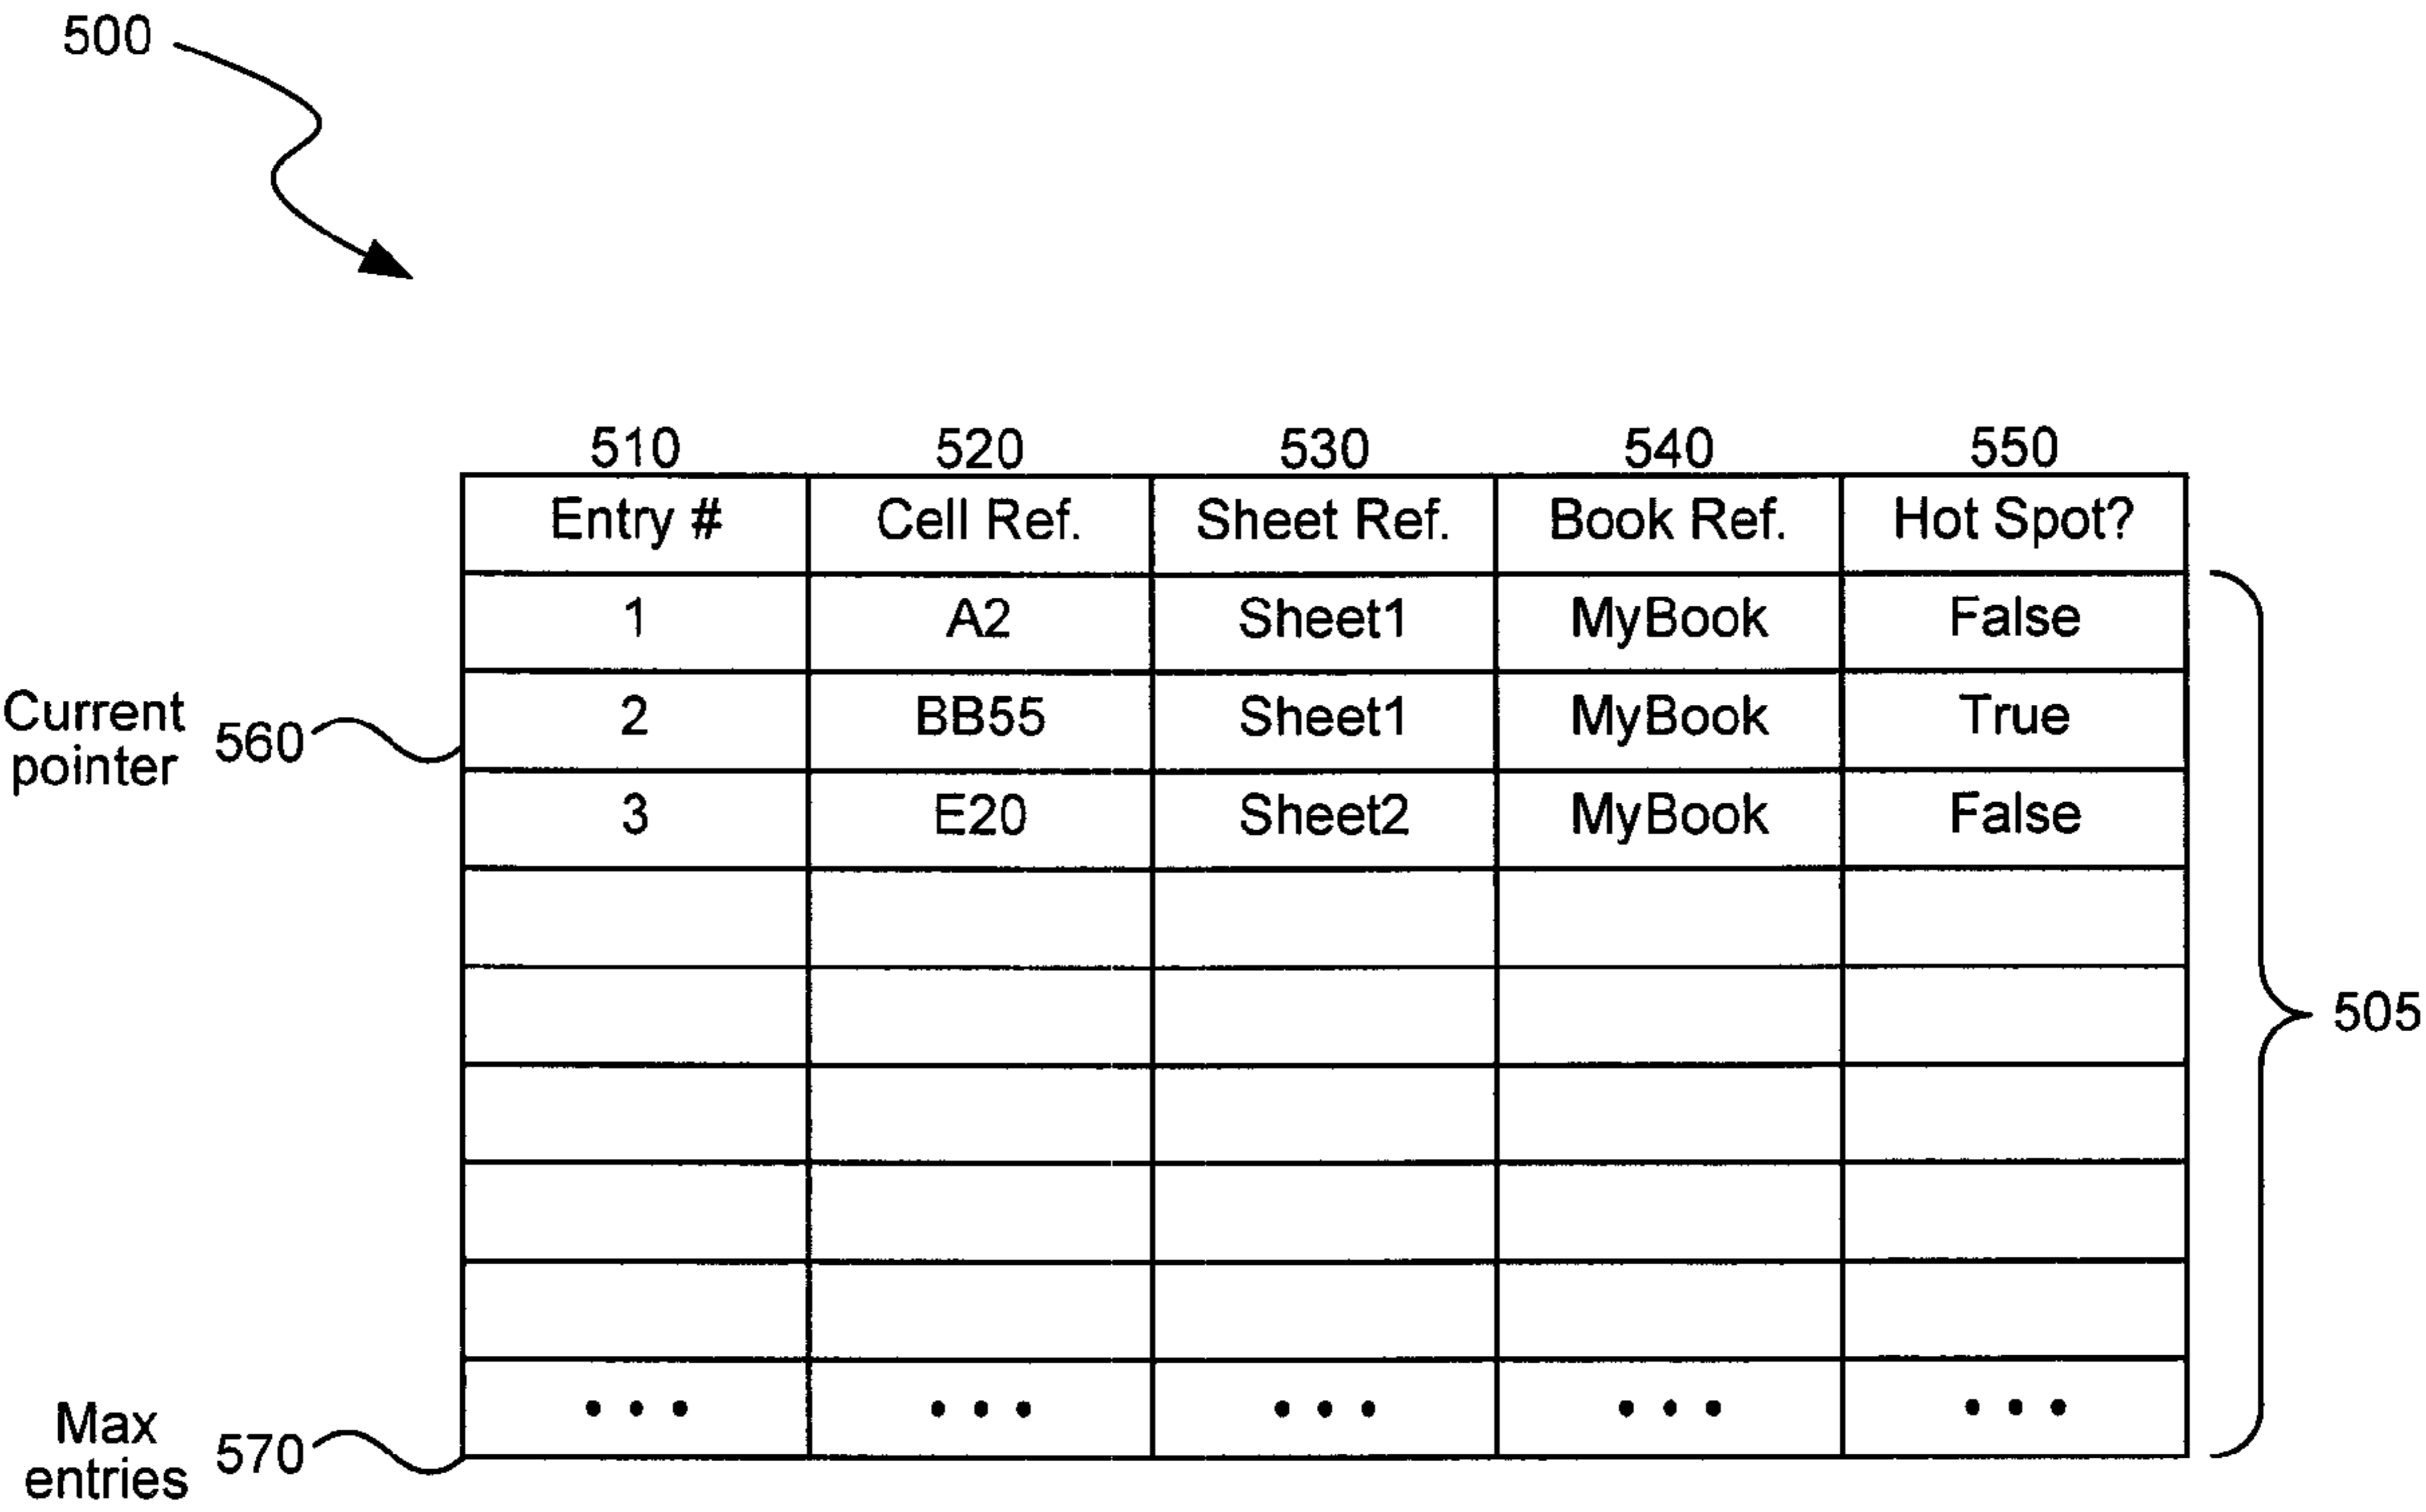 500
510 520 530 540 550
Entry # Cell Ref. Sheet Ref. Book Ref. Hot Spot?
1 A2 Sheet1 MyBook False
2 BB55 Sheet1 MyBook True
Current
pointer 560
3 E20 Sheet2 MyBook False
505
• • • • • • • • • • • • • • •
Max
entries 570